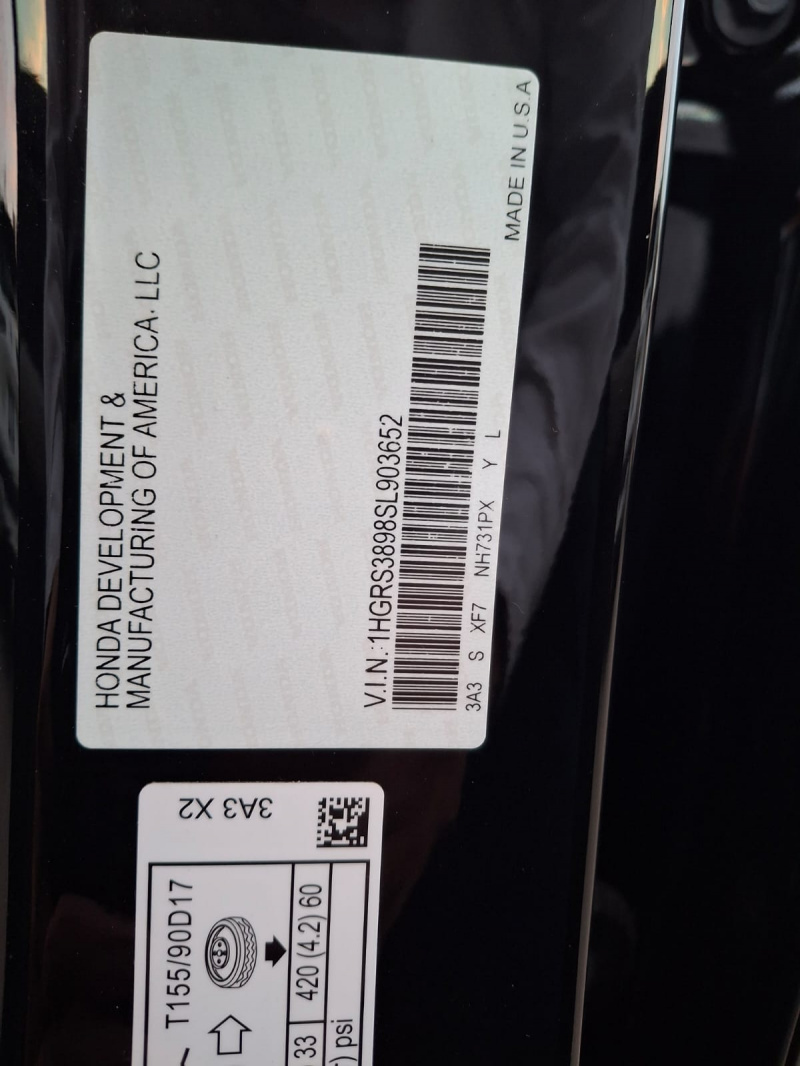 HONDA DEVELOPMENT &
MANUFACTURING OF AMERICA, LLC
V.I.N.:1HGRS3898SL903652
3A3 S XF7 NH731PX Y L
MADE IN U.S.A
3A3 X2
T155/90D17
33
420 (4.2) 60
) psi